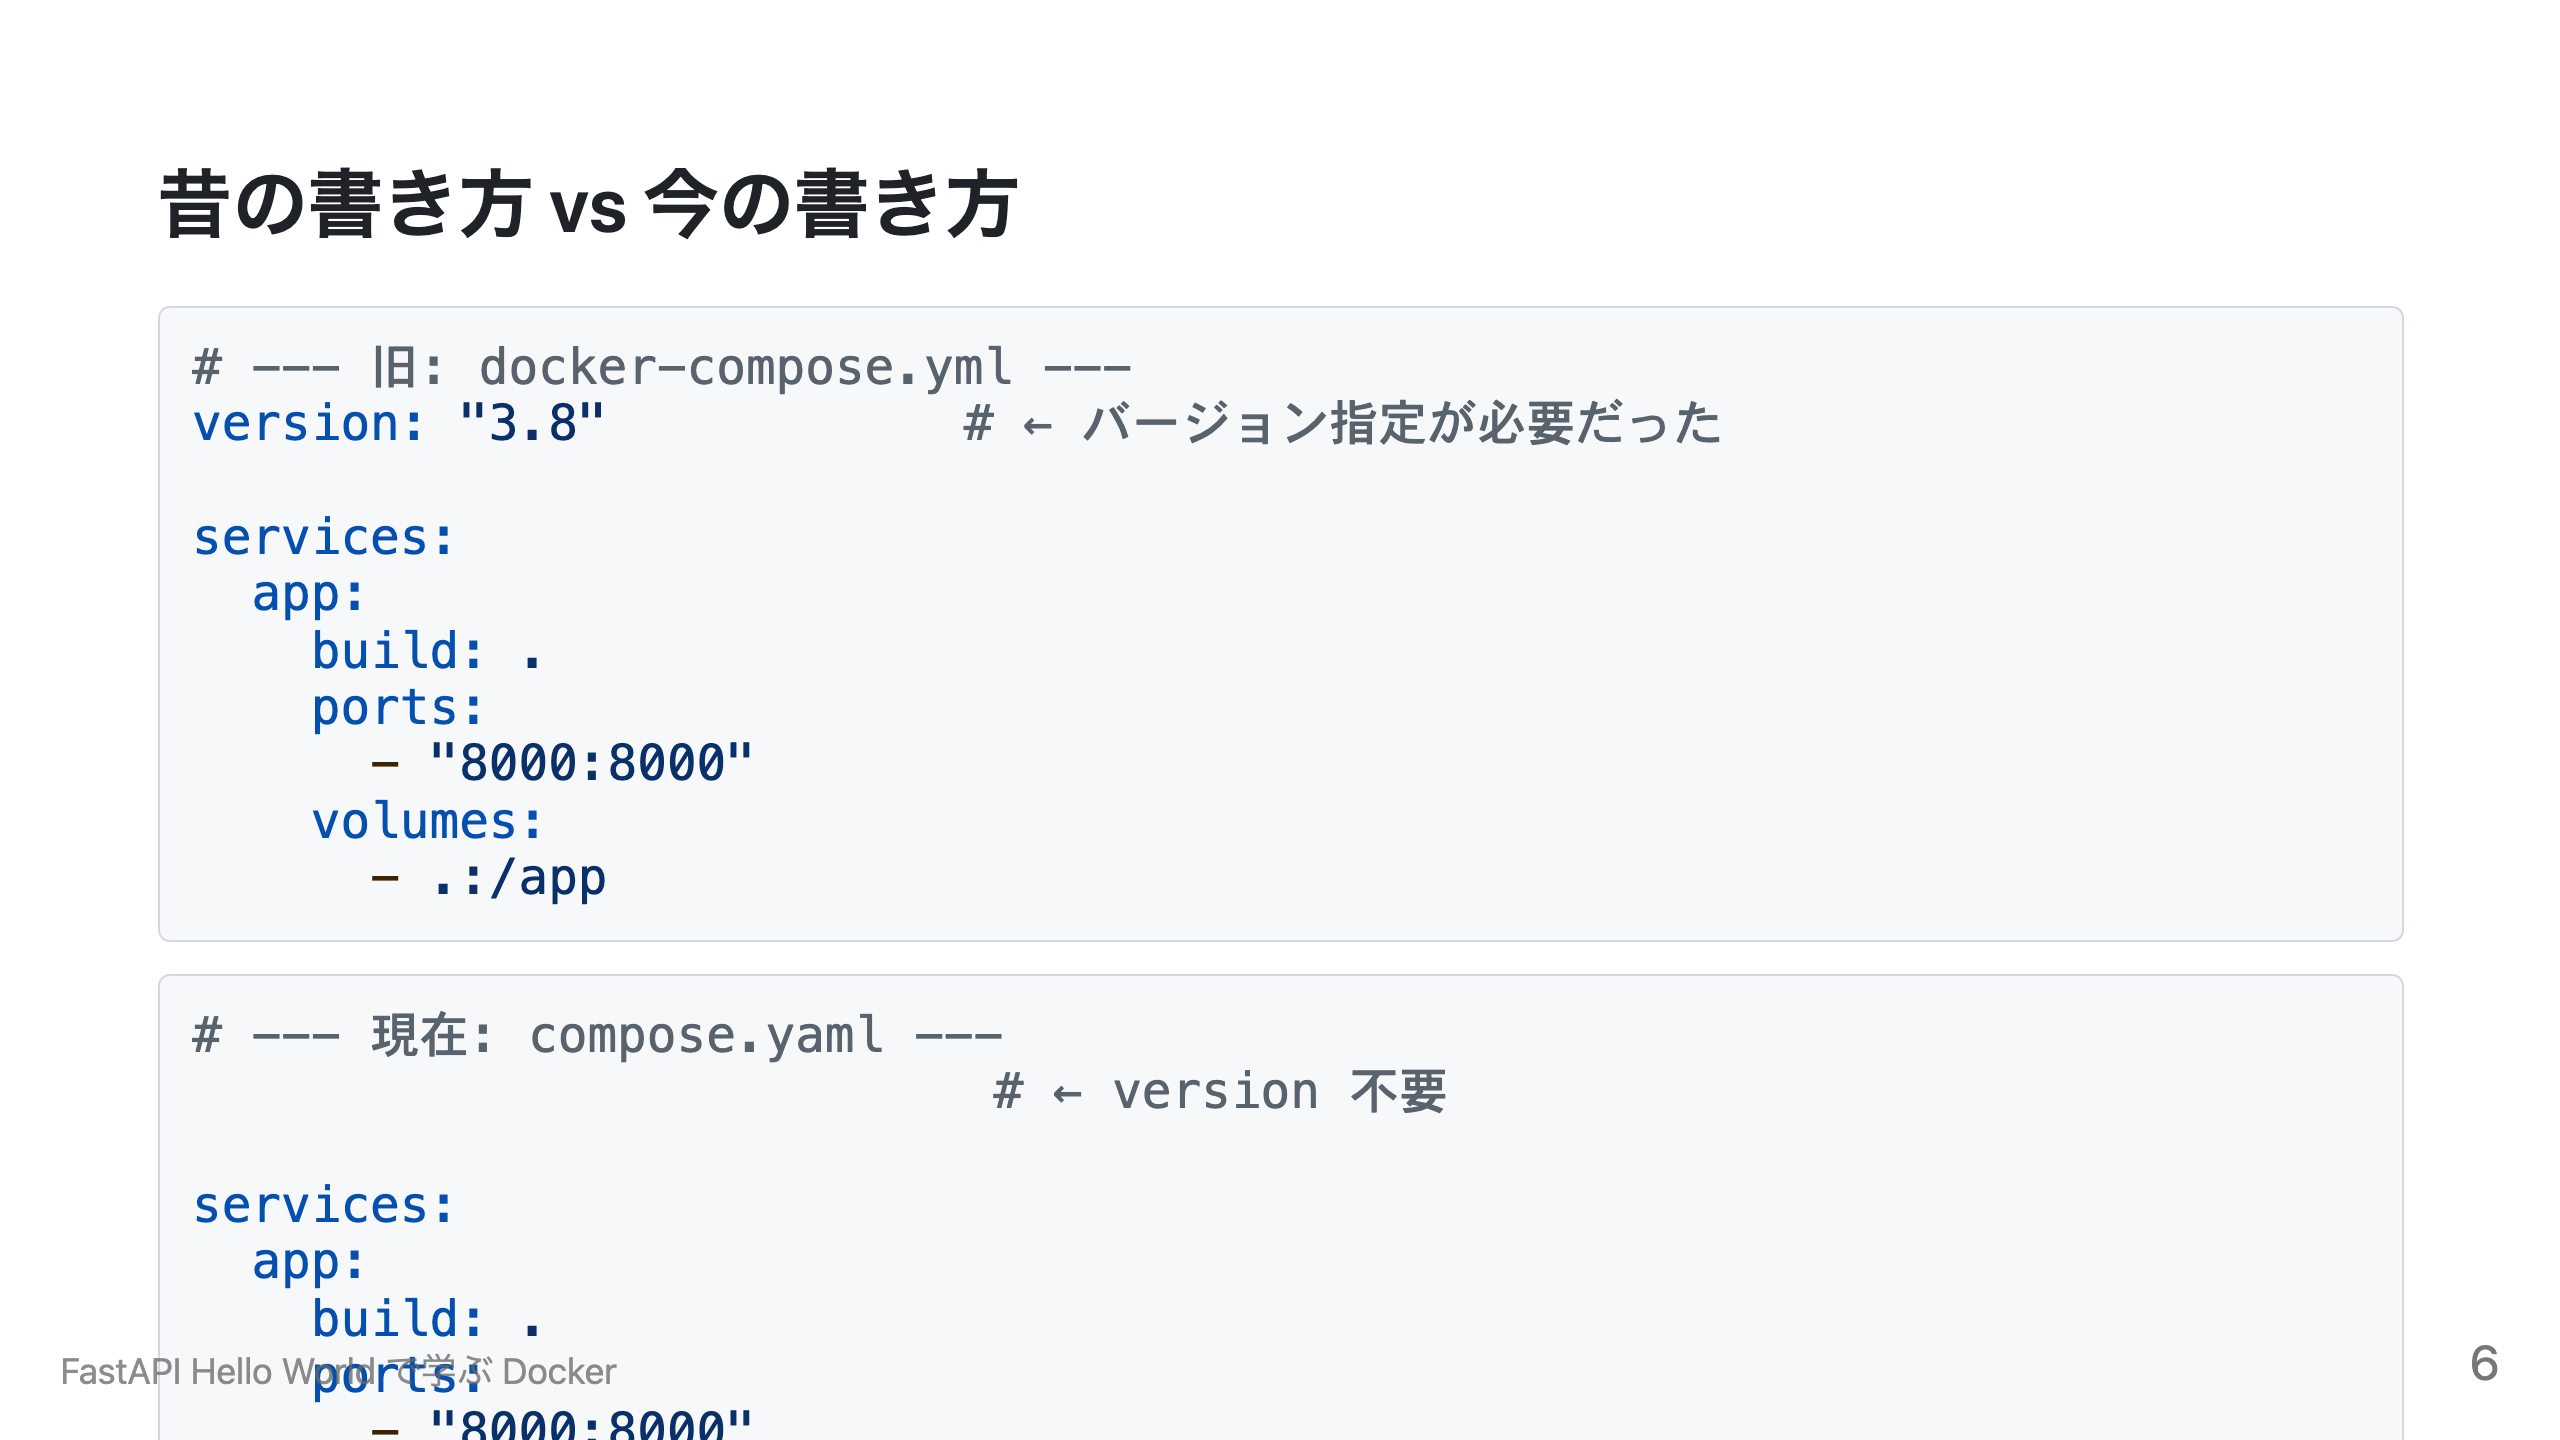 昔の書き方 vs 今の書き方
# --- 旧: docker-compose.yml ---
version: "3.8"                        # ← バージョン指定が必要だった
services:
  app:
    build: .
    ports:
      - "8000:8000"
    volumes:
      - .:/app
# --- 現在: compose.yaml ---
                           # ← version 不要
services:
  app:
    build: .
    ports:
      - "8000:8000"
FastAPI Hello World で学ぶ Docker
6